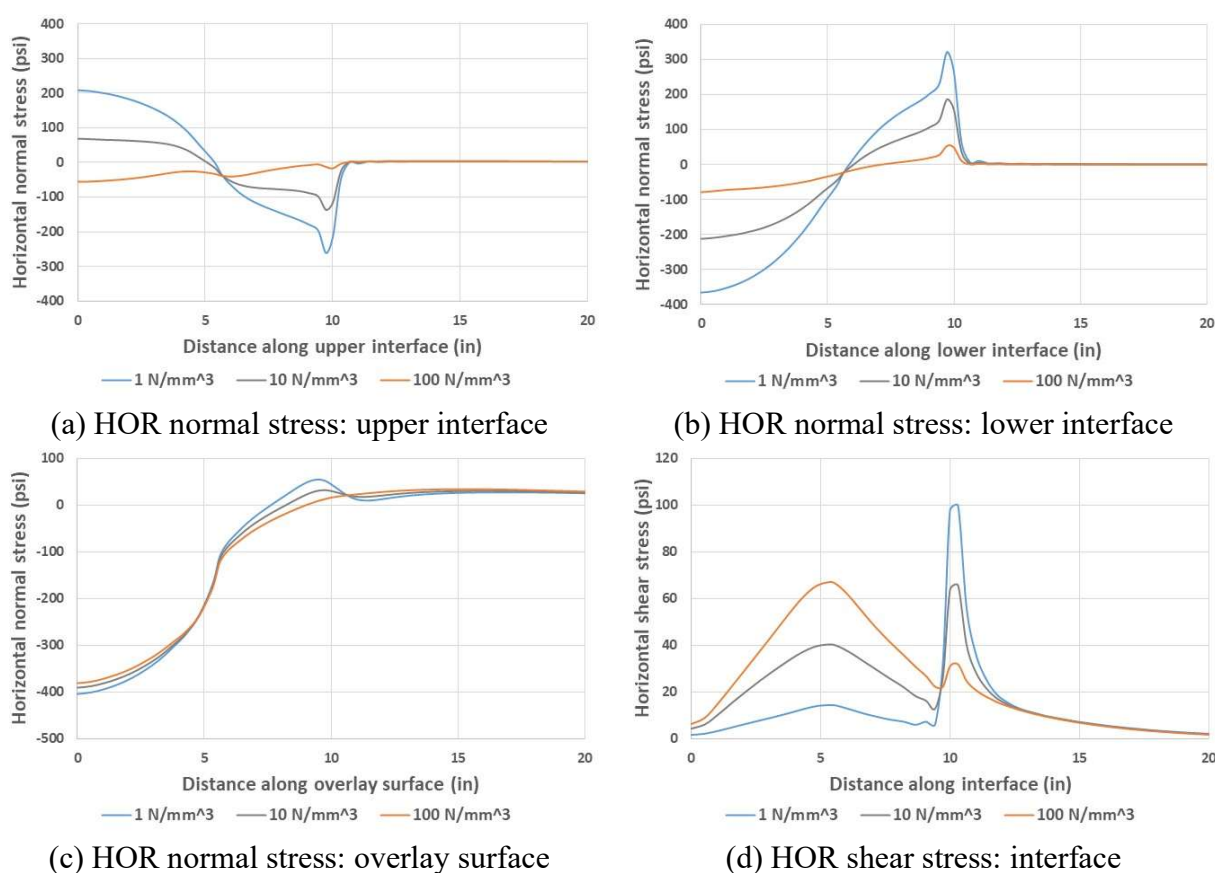 Horizontal normal stress (psi)
400
300
200
100
0
-100
-200
-300
-400
0 5 10 15 20
Distance along upper interface (in)
1 N/mm^3 10 N/mm^3 100 N/mm^3
(a) HOR normal stress: upper interface
Horizontal normal stress (psi)
400
300
200
100
0
-100
-200
-300
-400
0 5 10 15 20
Distance along lower interface (in)
1 N/mm^3 10 N/mm^3 100 N/mm^3
(b) HOR normal stress: lower interface
Horizontal normal stress (psi)
100
0
-100
-200
-300
-400
-500
0 5 10 15 20
Distance along overlay surface (in)
1 N/mm^3 10 N/mm^3 100 N/mm^3
(c) HOR normal stress: overlay surface
Horizontal shear stress (psi)
120
100
80
60
40
20
0
0 5 10 15 20
Distance along interface (in)
1 N/mm^3 10 N/mm^3 100 N/mm^3
(d) HOR shear stress: interface